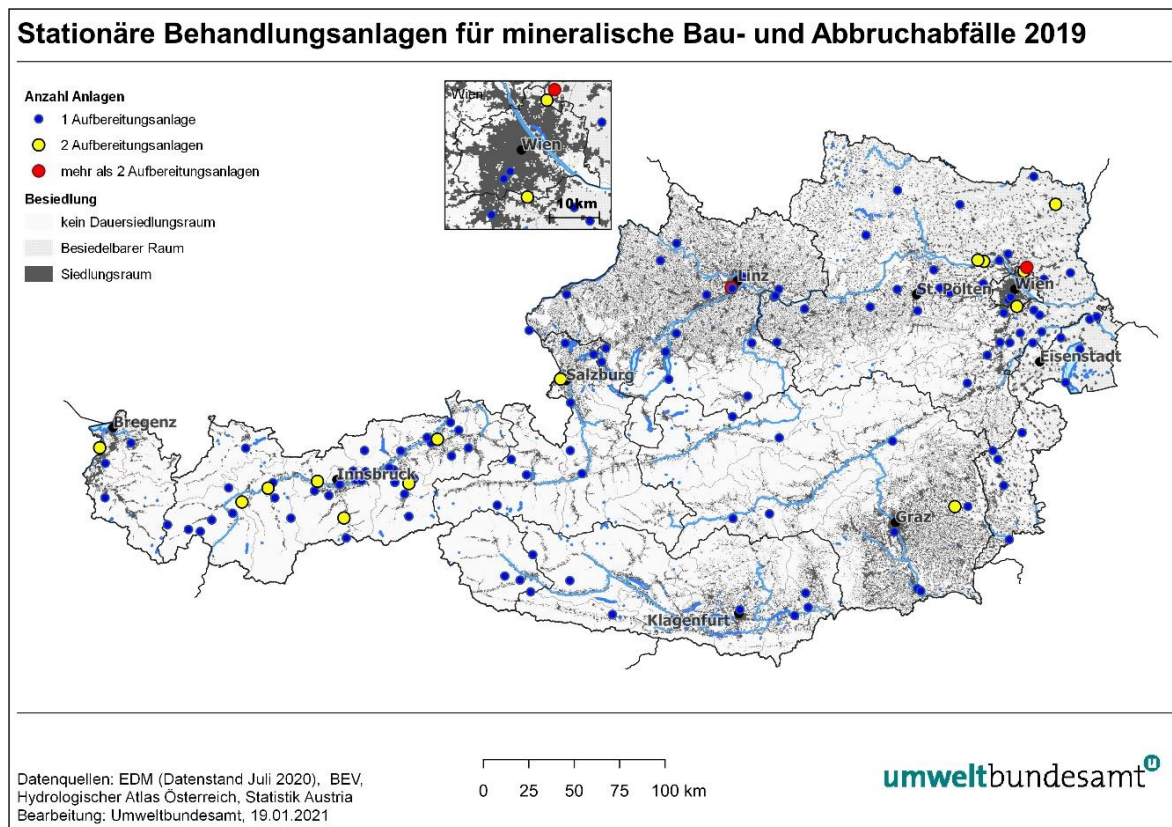 Stationäre Behandlungsanlagen für mineralische Bau- und Abbruchabfälle 2019
Anzahl Anlagen
1 Aufbereitungsanlage
2 Aufbereitungsanlagen
mehr als 2 Aufbereitungsanlagen
Besiedlung
kein Dauersiedlungsraum
Besiedelbarer Raum
Siedlungsraum
Wien
Wien
10km
Linz
St. Pölten
Wien
Eisenstadt
Salzburg
Bregenz
Innsbruck
Graz
Klagenfurt
Datenquellen: EDM (Datenstand Juli 2020), BEV,
Hydrologischer Atlas Österreich, Statistik Austria
Bearbeitung: Umweltbundesamt, 19.01.2021
0 25 50 75 100 km
umweltbundesamt u